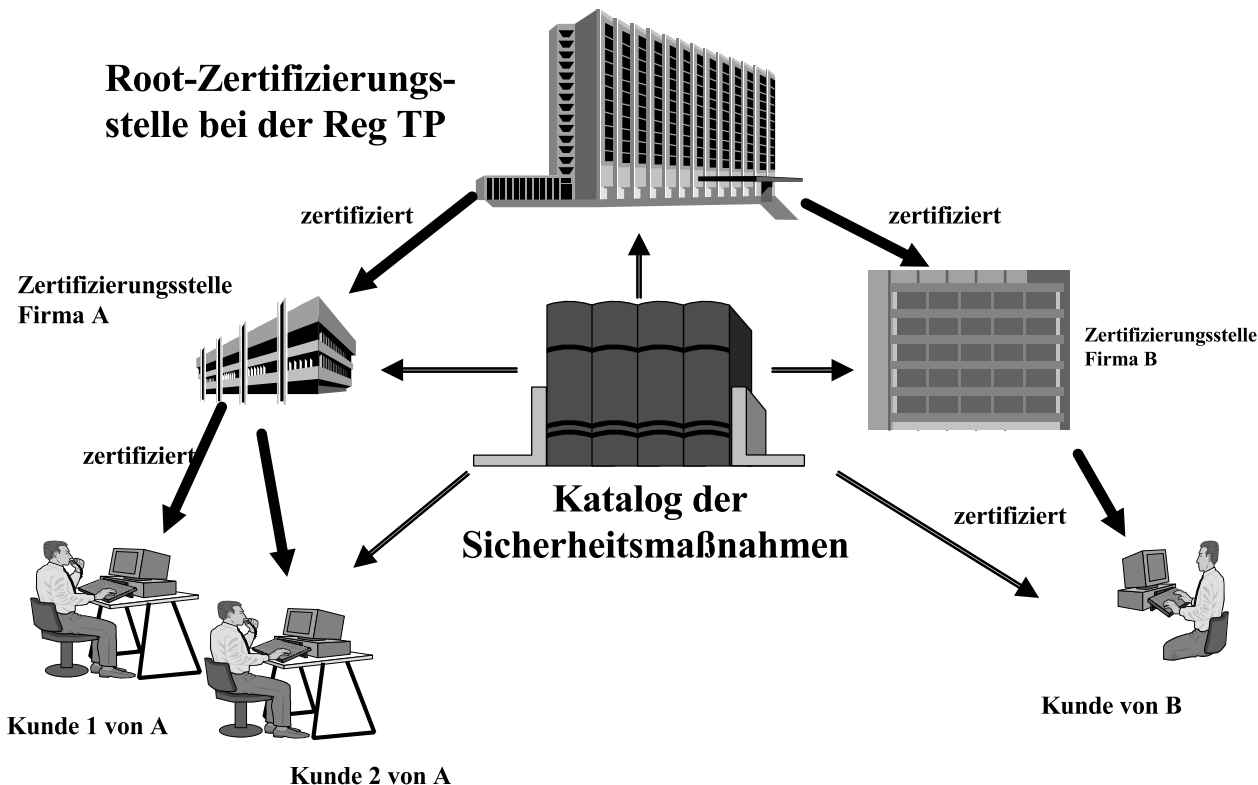 Root-Zertifizierungs-
stelle bei der Reg TP
zertifiziert
zertifiziert
Zertifizierungsstelle
Firma A
Zertifizierungsstelle
Firma B
zertifiziert
Katalog der
Sicherheitsmaßnahmen
zertifiziert
Kunde 1 von A
Kunde 2 von A
Kunde von B